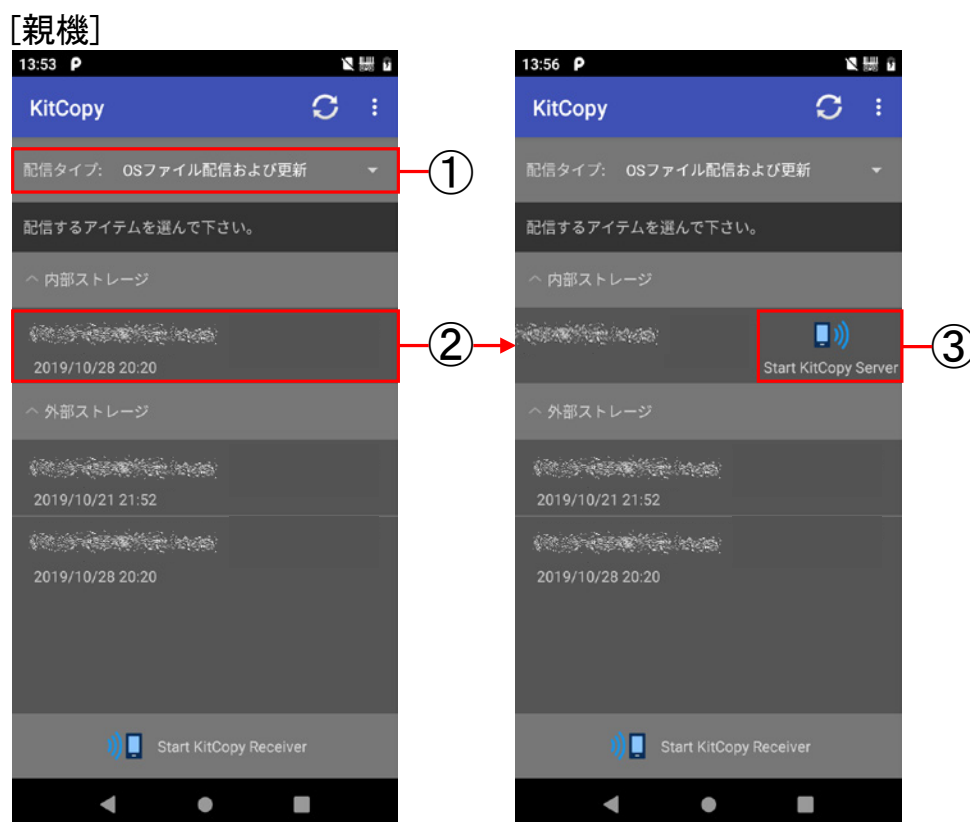 [親機]
13:53
KitCopy
配信タイプ: OSファイル配信および更新
①
配信するアイテムを選んで下さい。
内部ストレージ
2019/10/28 20:20
②
外部ストレージ
2019/10/21 21:52
2019/10/28 20:20
Start KitCopy Receiver
13:56
KitCopy
配信タイプ: OSファイル配信および更新
配信するアイテムを選んで下さい。
内部ストレージ
Start KitCopy Server
③
外部ストレージ
2019/10/21 21:52
2019/10/28 20:20
Start KitCopy Receiver